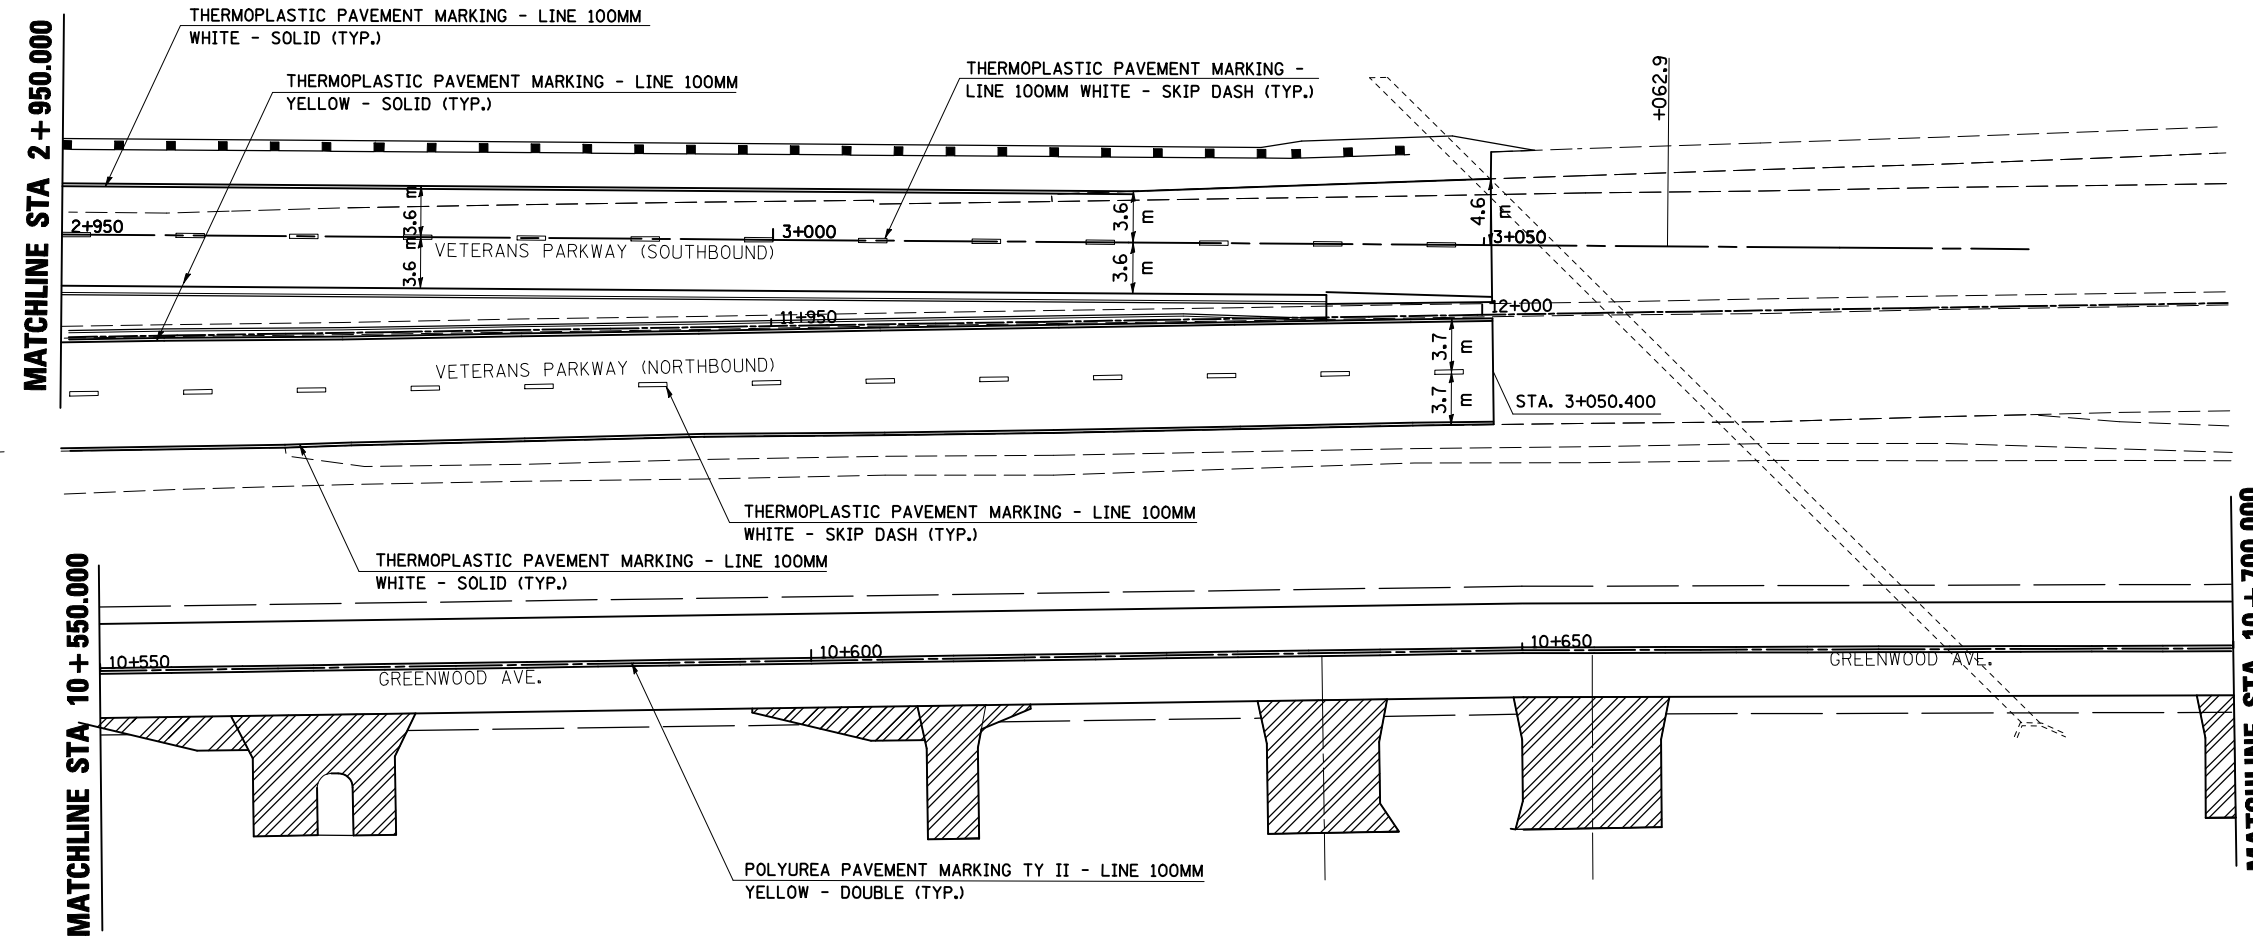 MATCHLINE STA 2+950.000
THERMOPLASTIC PAVEMENT MARKING - LINE 100MM
WHITE - SOLID (TYP.)
THERMOPLASTIC PAVEMENT MARKING - LINE 100MM
YELLOW - SOLID (TYP.)
THERMOPLASTIC PAVEMENT MARKING -
LINE 100MM WHITE - SKIP DASH (TYP.)
+062.9
2+950
3.6 m
3.6 m
3+000
VETERANS PARKWAY (SOUTHBOUND)
3.6 m
3.6 m
4.6 m
3+050
11+950
12+000
VETERANS PARKWAY (NORTHBOUND)
3.7 m
3.7 m
STA. 3+050.400
THERMOPLASTIC PAVEMENT MARKING - LINE 100MM
WHITE - SKIP DASH (TYP.)
THERMOPLASTIC PAVEMENT MARKING - LINE 100MM
WHITE - SOLID (TYP.)
MATCHLINE STA 10+550.000
10+550
GREENWOOD AVE.
10+600
10+650
GREENWOOD AVE.
MATCHLINE STA 10+700.000
POLYUREA PAVEMENT MARKING TY II - LINE 100MM
YELLOW - DOUBLE (TYP.)